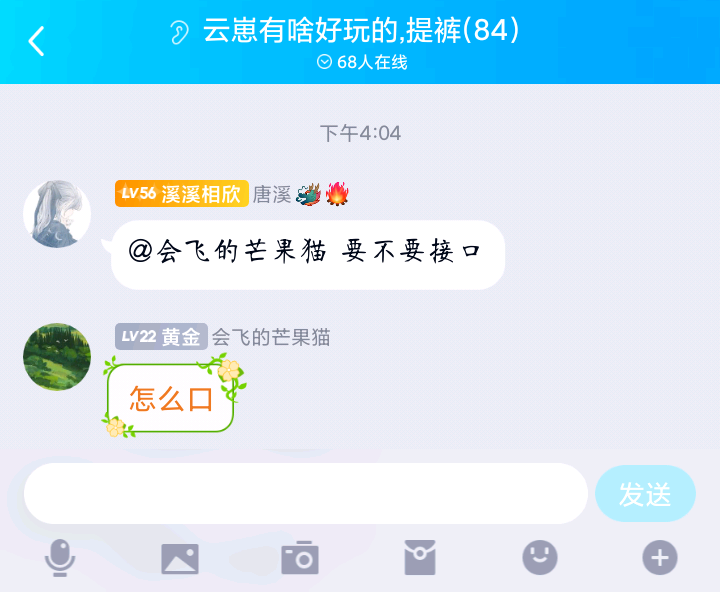 云崽有啥好玩的,提裤(84)
68人在线
下午4:04
LV56 溪溪相欣 唐溪
@会飞的芒果猫 要不要接口
LV22 黄金 会飞的芒果猫
怎么口
发送